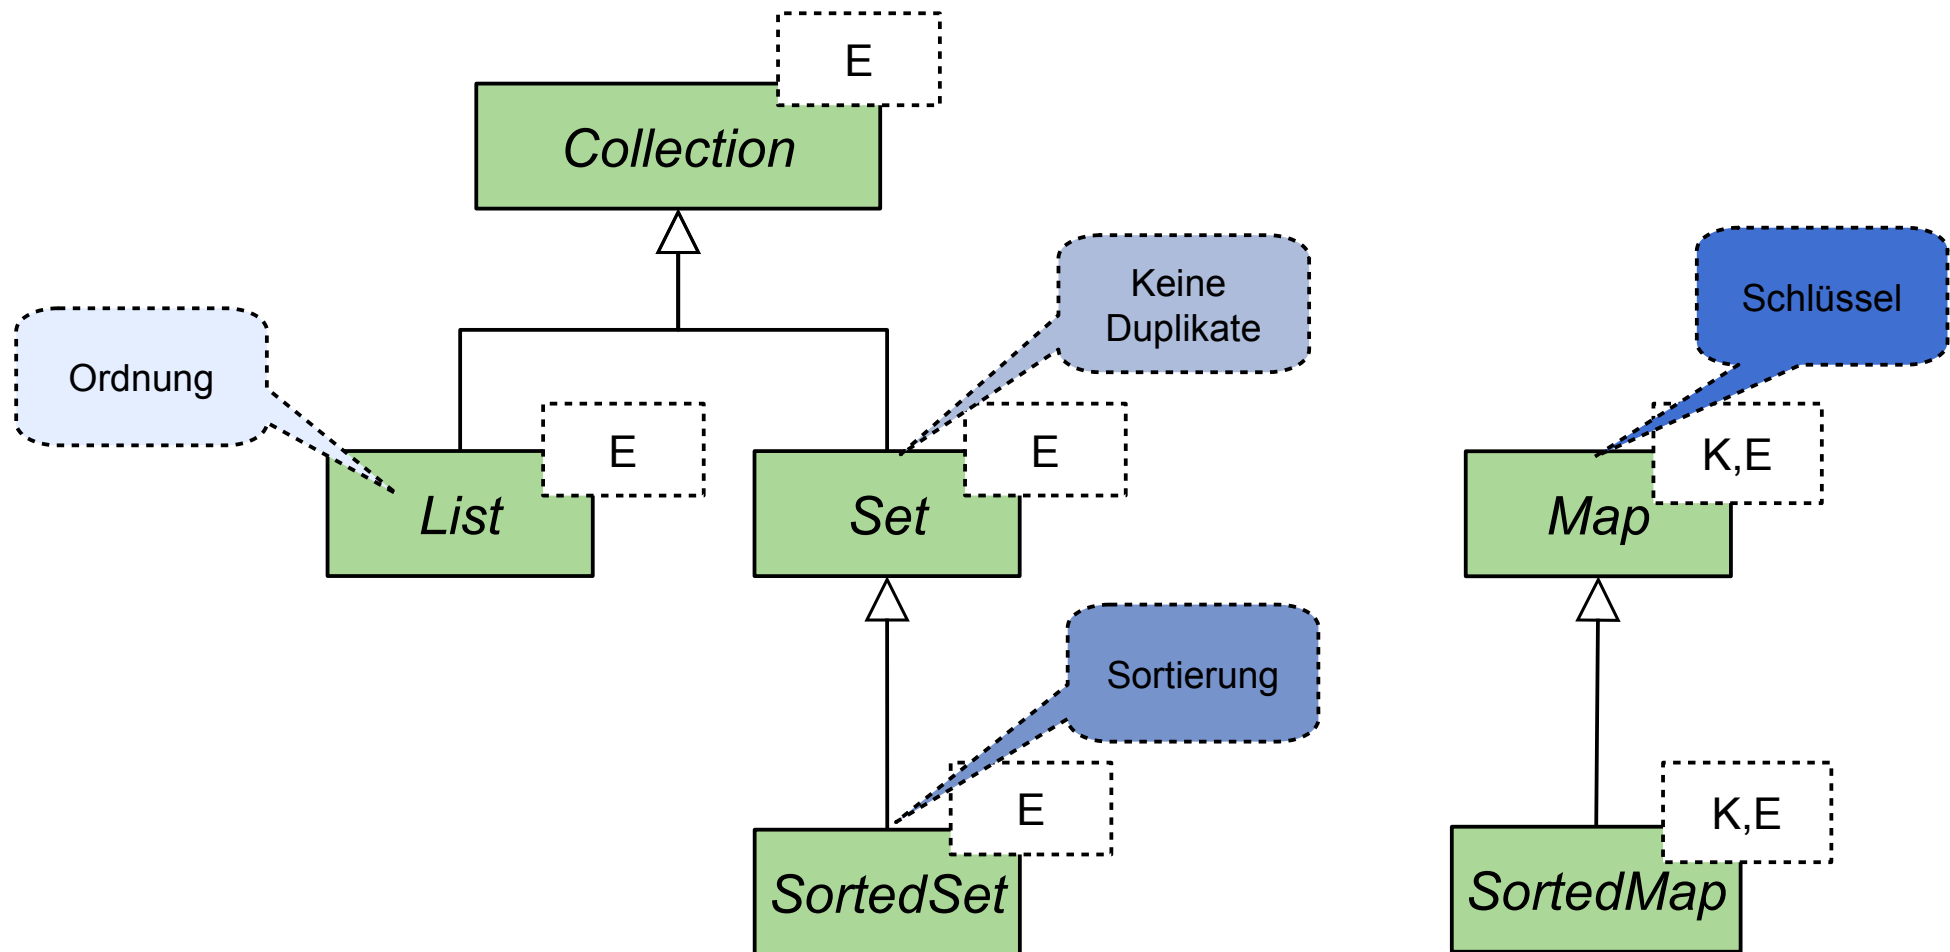 E
Collection
Keine
Duplikate
Schlüssel
Ordnung
E
E
K,E
List
Set
Map
Sortierung
E
K,E
SortedSet
SortedMap